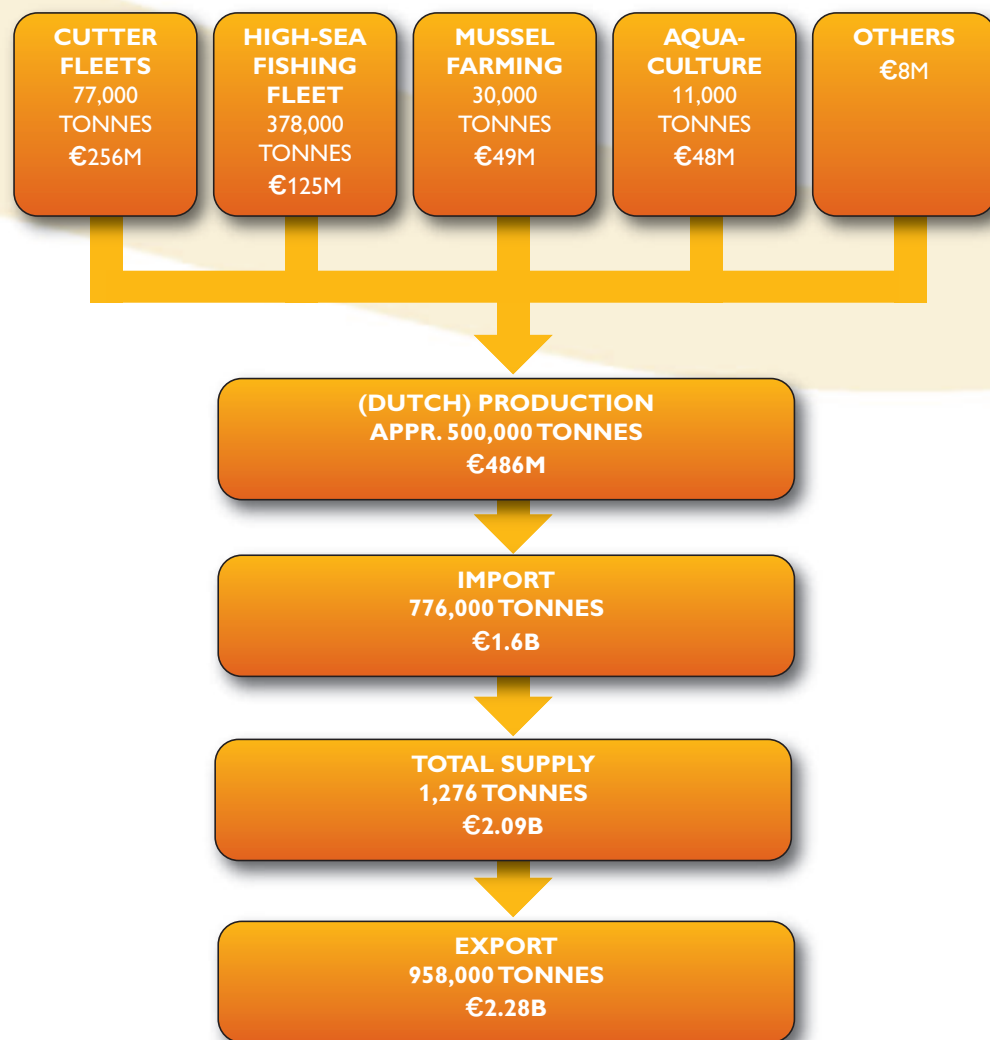 CUTTER
FLEETS
77,000
TONNES
€256M
HIGH-SEA
FISHING
FLEET
378,000
TONNES
€125M
MUSSEL
FARMING
30,000
TONNES
€49M
AQUA-
CULTURE
11,000
TONNES
€48M
OTHERS
€8M
(DUTCH) PRODUCTION
APPR. 500,000 TONNES
€486M
IMPORT
776,000 TONNES
€1.6B
TOTAL SUPPLY
1,276 TONNES
€2.09B
EXPORT
958,000 TONNES
€2.28B